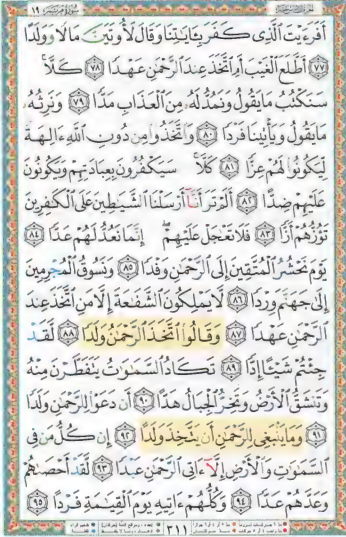 سورة مريم ١٩
أَفَرَءَيْتَ ٱلَّذِى كَفَرَ بِـَٔايَـٰتِنَا وَقَالَ لَأُوتَيَنَّ مَالًا وَوَلَدًا
٧٧ أَطَّلَعَ ٱلْغَيْبَ أَمِ ٱتَّخَذَ عِندَ ٱلرَّحْمَـٰنِ عَهْدًا ٧٨ كَلَّا
سَنَكْتُبُ مَا يَقُولُ وَنَمُدُّ لَهُۥ مِنَ ٱلْعَذَابِ مَدًّا ٧٩ وَنَرِثُهُۥ
مَا يَقُولُ وَيَأْتِينَا فَرْدًا ٨٠ وَٱتَّخَذُوا۟ مِن دُونِ ٱللَّهِ ءَالِهَةً
لِّيَكُونُوا۟ لَهُمْ عِزًّا ٨١ كَلَّا سَيَكْفُرُونَ بِعِبَادَتِهِمْ وَيَكُونُونَ
عَلَيْهِمْ ضِدًّا ٨٢ أَلَمْ تَرَ أَنَّآ أَرْسَلْنَا ٱلشَّيَـٰطِينَ عَلَى ٱلْكَـٰفِرِينَ
تَؤُزُّهُمْ أَزًّا ٨٣ فَلَا تَعْجَلْ عَلَيْهِمْ إِنَّمَا نَعُدُّ لَهُمْ عَدًّا ٨٤
يَوْمَ نَحْشُرُ ٱلْمُتَّقِينَ إِلَى ٱلرَّحْمَـٰنِ وَفْدًا ٨٥ وَنَسُوقُ ٱلْمُجْرِمِينَ
إِلَىٰ جَهَنَّمَ وِرْدًا ٨٦ لَّا يَمْلِكُونَ ٱلشَّفَـٰعَةَ إِلَّا مَنِ ٱتَّخَذَ عِندَ
ٱلرَّحْمَـٰنِ عَهْدًا ٨٧ وَقَالُوا۟ ٱتَّخَذَ ٱلرَّحْمَـٰنُ وَلَدًا ٨٨ لَّقَدْ
جِئْتُمْ شَيْـًٔا إِدًّا ٨٩ تَكَادُ ٱلسَّمَـٰوَٰتُ يَتَفَطَّرْنَ مِنْهُ
وَتَنشَقُّ ٱلْأَرْضُ وَتَخِرُّ ٱلْجِبَالُ هَدًّا ٩٠ أَن دَعَوْا۟ لِلرَّحْمَـٰنِ وَلَدًا
٩١ وَمَا يَنۢبَغِى لِلرَّحْمَـٰنِ أَن يَتَّخِذَ وَلَدًا ٩٢ إِن كُلُّ مَن فِى
ٱلسَّمَـٰوَٰتِ وَٱلْأَرْضِ إِلَّآ ءَاتِى ٱلرَّحْمَـٰنِ عَبْدًا ٩٣ لَّقَدْ أَحْصَىٰهُمْ
وَعَدَّهُمْ عَدًّا ٩٤ وَكُلُّهُمْ ءَاتِيهِ يَوْمَ ٱلْقِيَـٰمَةِ فَرْدًا ٩٥
٣١١